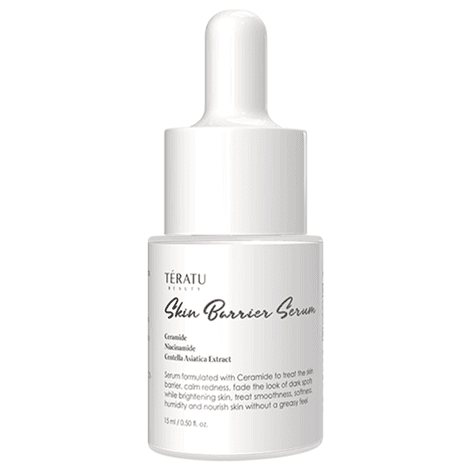 TÉRATU
BEAUTY
Skin Barrier Serum
Ceramide
Niacinamide
Centella Asiatica Extract
Serum formulated with Ceramide to treat the skin
barrier, calm redness, fade the look of dark spots
while brightening skin, treat smoothness, softness,
humidity and nourish skin without a greasy feel
15 ml / 0.50 fl. oz.